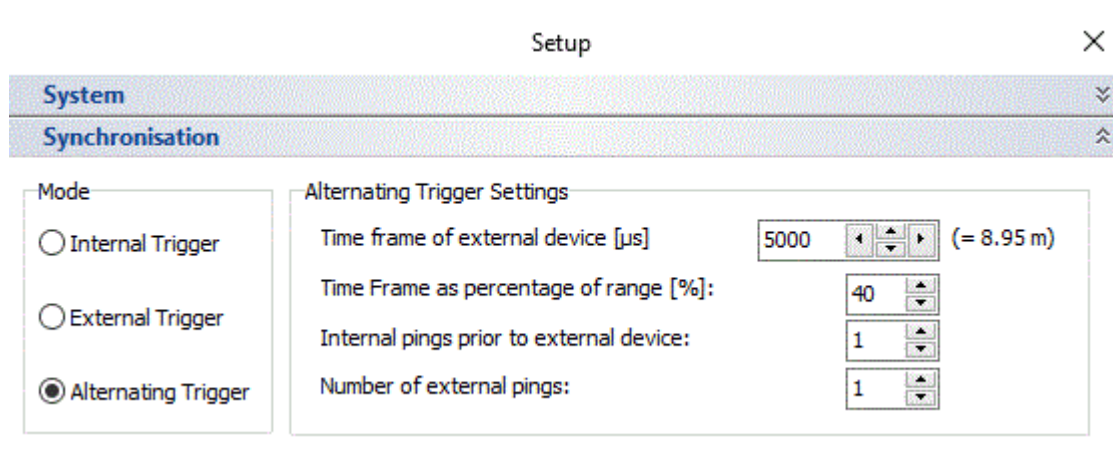 Setup
System
Synchronisation
Mode
Internal Trigger
External Trigger
Alternating Trigger
Alternating Trigger Settings
Time frame of external device [µs] 5000 (= 8.95 m)
Time Frame as percentage of range [%]: 40
Internal pings prior to external device: 1
Number of external pings: 1